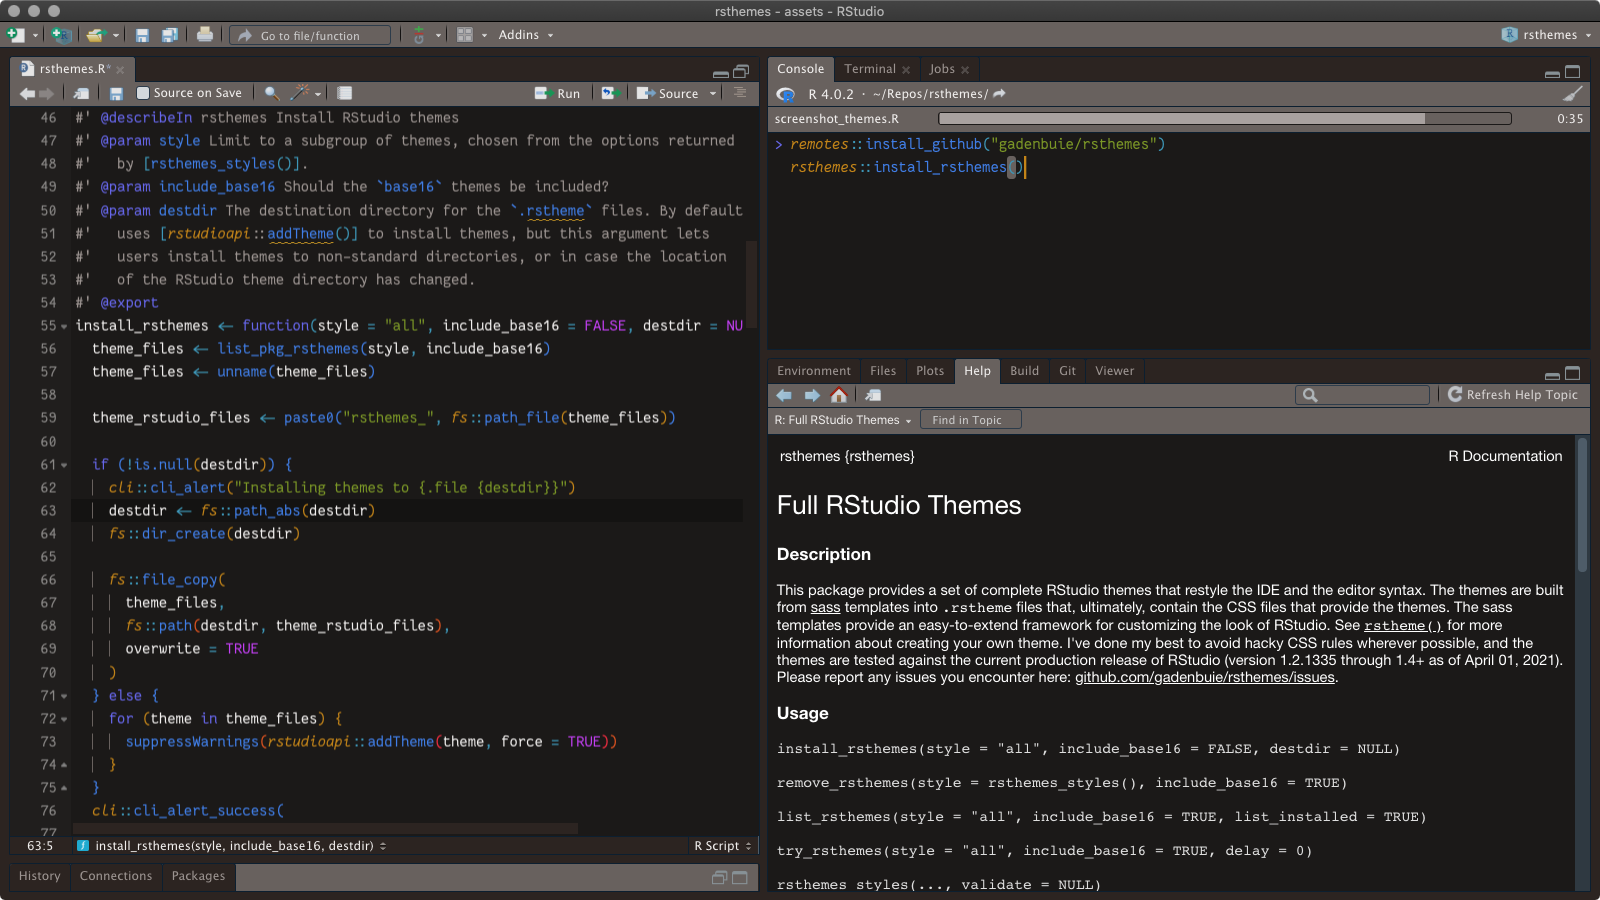 rsthemes - assets - RStudio
Go to file/function
Addins
rsthemes
rsthemes.R*
Source on Save
Run
Source
46 #' @describeIn rsthemes Install RStudio themes
47 #' @param style Limit to a subgroup of themes, chosen from the options returned
48 #'   by [rsthemes_styles()].
49 #' @param include_base16 Should the `base16` themes be included?
50 #' @param destdir The destination directory for the `.rstheme` files. By default
51 #'   uses [rstudioapi::addTheme()] to install themes, but this argument lets
52 #'   users install themes to non-standard directories, or in case the location
53 #'   of the RStudio theme directory has changed.
54 #' @export
55 install_rsthemes <- function(style = "all", include_base16 = FALSE, destdir = NU
56   theme_files <- list_pkg_rsthemes(style, include_base16)
57   theme_files <- unname(theme_files)
58
59   theme_rstudio_files <- paste0("rsthemes_", fs::path_file(theme_files))
60
61   if (!is.null(destdir)) {
62     cli::cli_alert("Installing themes to {.file {destdir}}")
63     destdir <- fs::path_abs(destdir)
64     fs::dir_create(destdir)
65
66     fs::file_copy(
67       theme_files,
68       fs::path(destdir, theme_rstudio_files),
69       overwrite = TRUE
70     )
71   } else {
72     for (theme in theme_files) {
73       suppressWarnings(rstudioapi::addTheme(theme, force = TRUE))
74     }
75   }
76   cli::cli_alert_success(
77
63:5 install_rsthemes(style, include_base16, destdir) R Script
History Connections Packages
Console Terminal Jobs
R 4.0.2 · ~/Repos/rsthemes/
screenshot_themes.R 0:35
> remotes::install_github("gadenbuie/rsthemes")
rsthemes::install_rsthemes()
Environment Files Plots Help Build Git Viewer
Refresh Help Topic
R: Full RStudio Themes Find in Topic
rsthemes {rsthemes} R Documentation
Full RStudio Themes
Description
This package provides a set of complete RStudio themes that restyle the IDE and the editor syntax. The themes are built
from sass templates into .rstheme files that, ultimately, contain the CSS files that provide the themes. The sass
templates provide an easy-to-extend framework for customizing the look of RStudio. See rstheme() for more
information about creating your own theme. I've done my best to avoid hacky CSS rules wherever possible, and the
themes are tested against the current production release of RStudio (version 1.2.1335 through 1.4+ as of April 01, 2021).
Please report any issues you encounter here: github.com/gadenbuie/rsthemes/issues.
Usage
install_rsthemes(style = "all", include_base16 = FALSE, destdir = NULL)
remove_rsthemes(style = rsthemes_styles(), include_base16 = TRUE)
list_rsthemes(style = "all", include_base16 = TRUE, list_installed = TRUE)
try_rsthemes(style = "all", include_base16 = TRUE, delay = 0)
rsthemes_styles(..., validate = NULL)